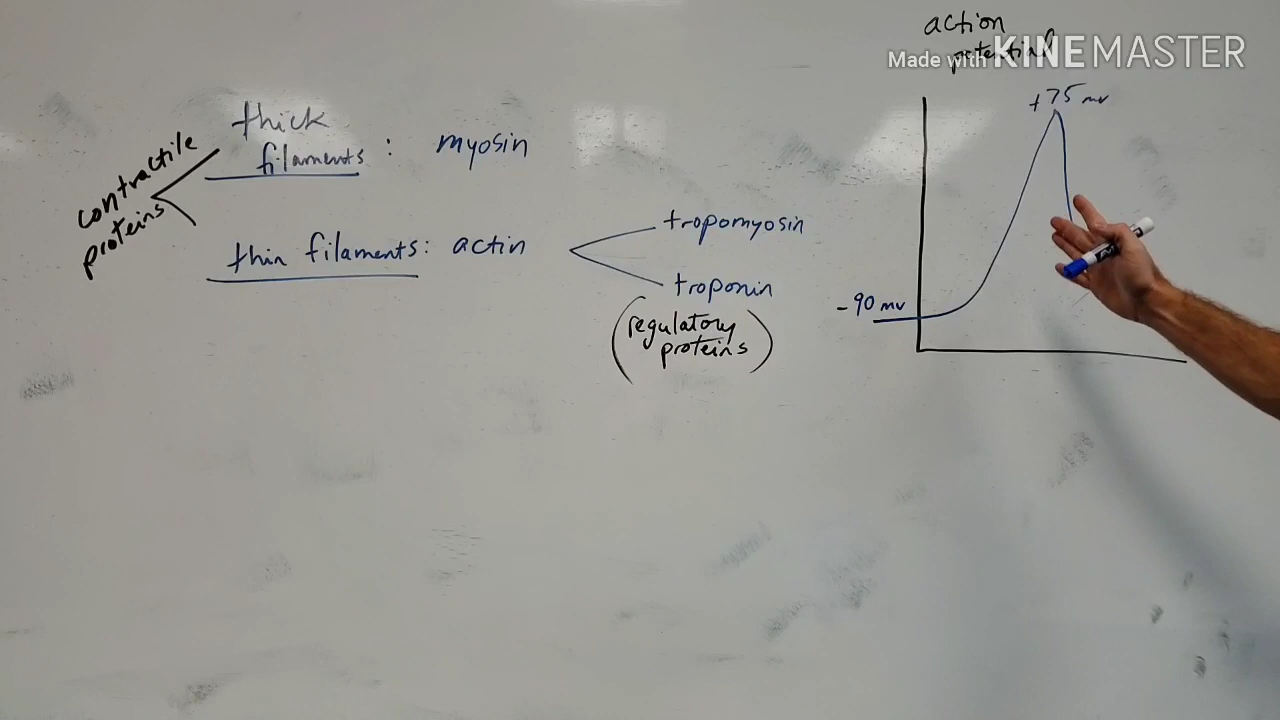 action
potential
Made with KINEMASTER
+75 mv
thick
filaments : myosin
contractile
proteins
thin filaments: actin
tropomyosin
troponin
(regulatory
proteins)
-90 mv